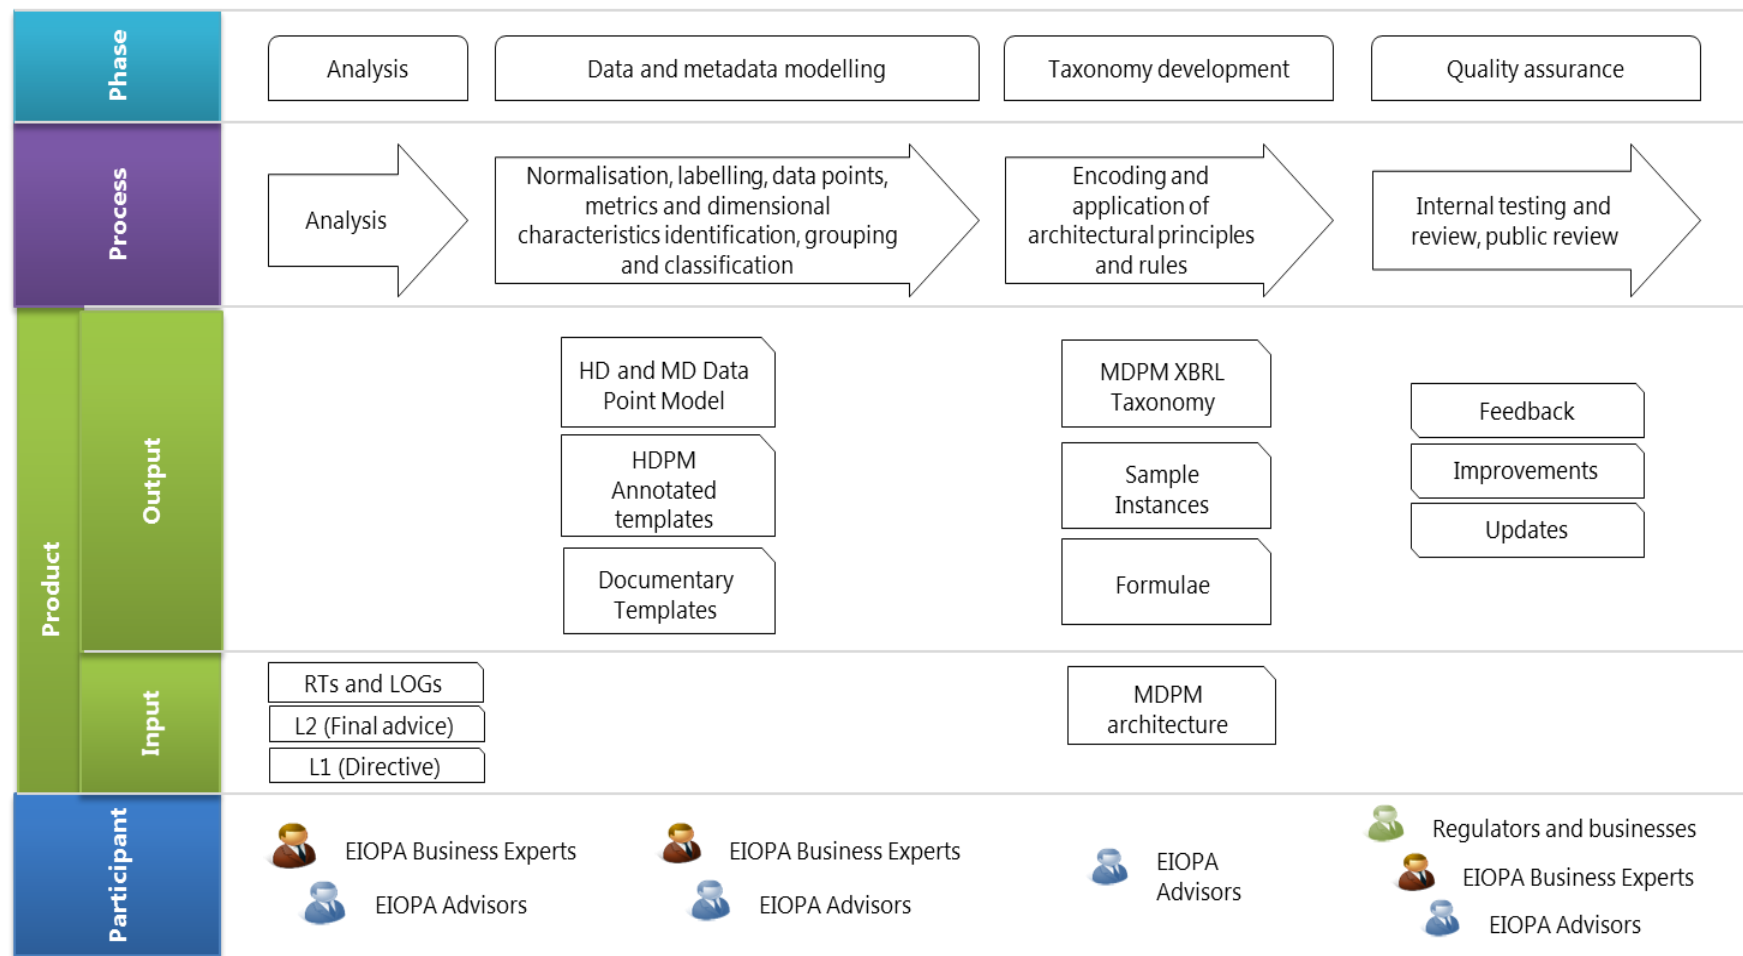 Phase
Analysis
Data and metadata modelling
Taxonomy development
Quality assurance
Process
Analysis
Normalisation, labelling, data points,
metrics and dimensional
characteristics identification, grouping
and classification
Encoding and
application of
architectural principles
and rules
Internal testing and
review, public review
Product
Output
HD and MD Data
Point Model
HDPM
Annotated
templates
Documentary
Templates
MDPM XBRL
Taxonomy
Sample
Instances
Formulae
Feedback
Improvements
Updates
Input
RTs and LOGs
L2 (Final advice)
L1 (Directive)
MDPM
architecture
Participant
EIOPA Business Experts
EIOPA Advisors
EIOPA Business Experts
EIOPA Advisors
EIOPA
Advisors
Regulators and businesses
EIOPA Business Experts
EIOPA Advisors